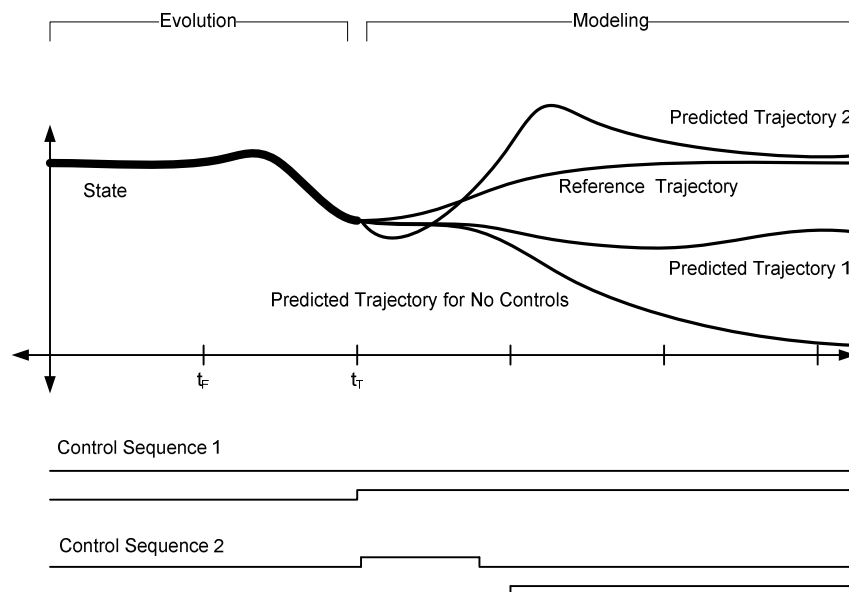 Evolution
Modeling
Predicted Trajectory 2
State
Reference Trajectory
Predicted Trajectory 1
Predicted Trajectory for No Controls
tF
tT
Control Sequence 1
Control Sequence 2